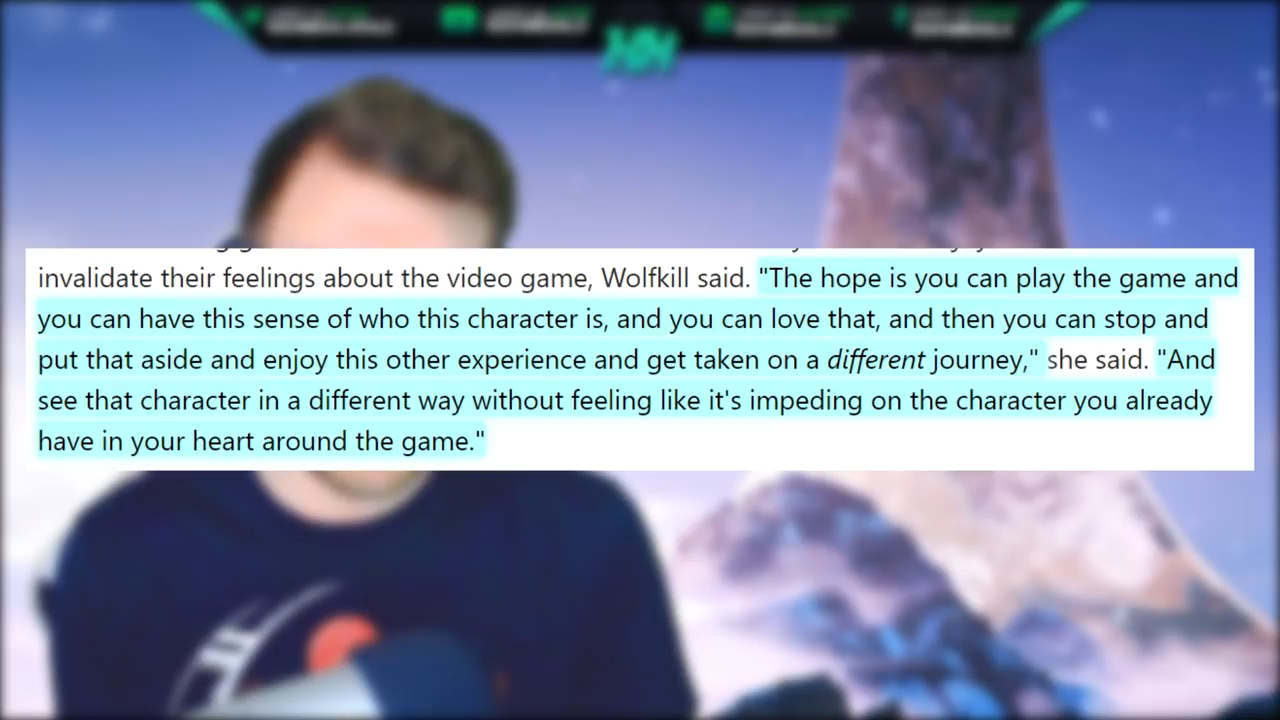 invalidate their feelings about the video game, Wolfkill said. "The hope is you can play the game and
you can have this sense of who this character is, and you can love that, and then you can stop and
put that aside and enjoy this other experience and get taken on a different journey," she said. "And
see that character in a different way without feeling like it's impeding on the character you already
have in your heart around the game."